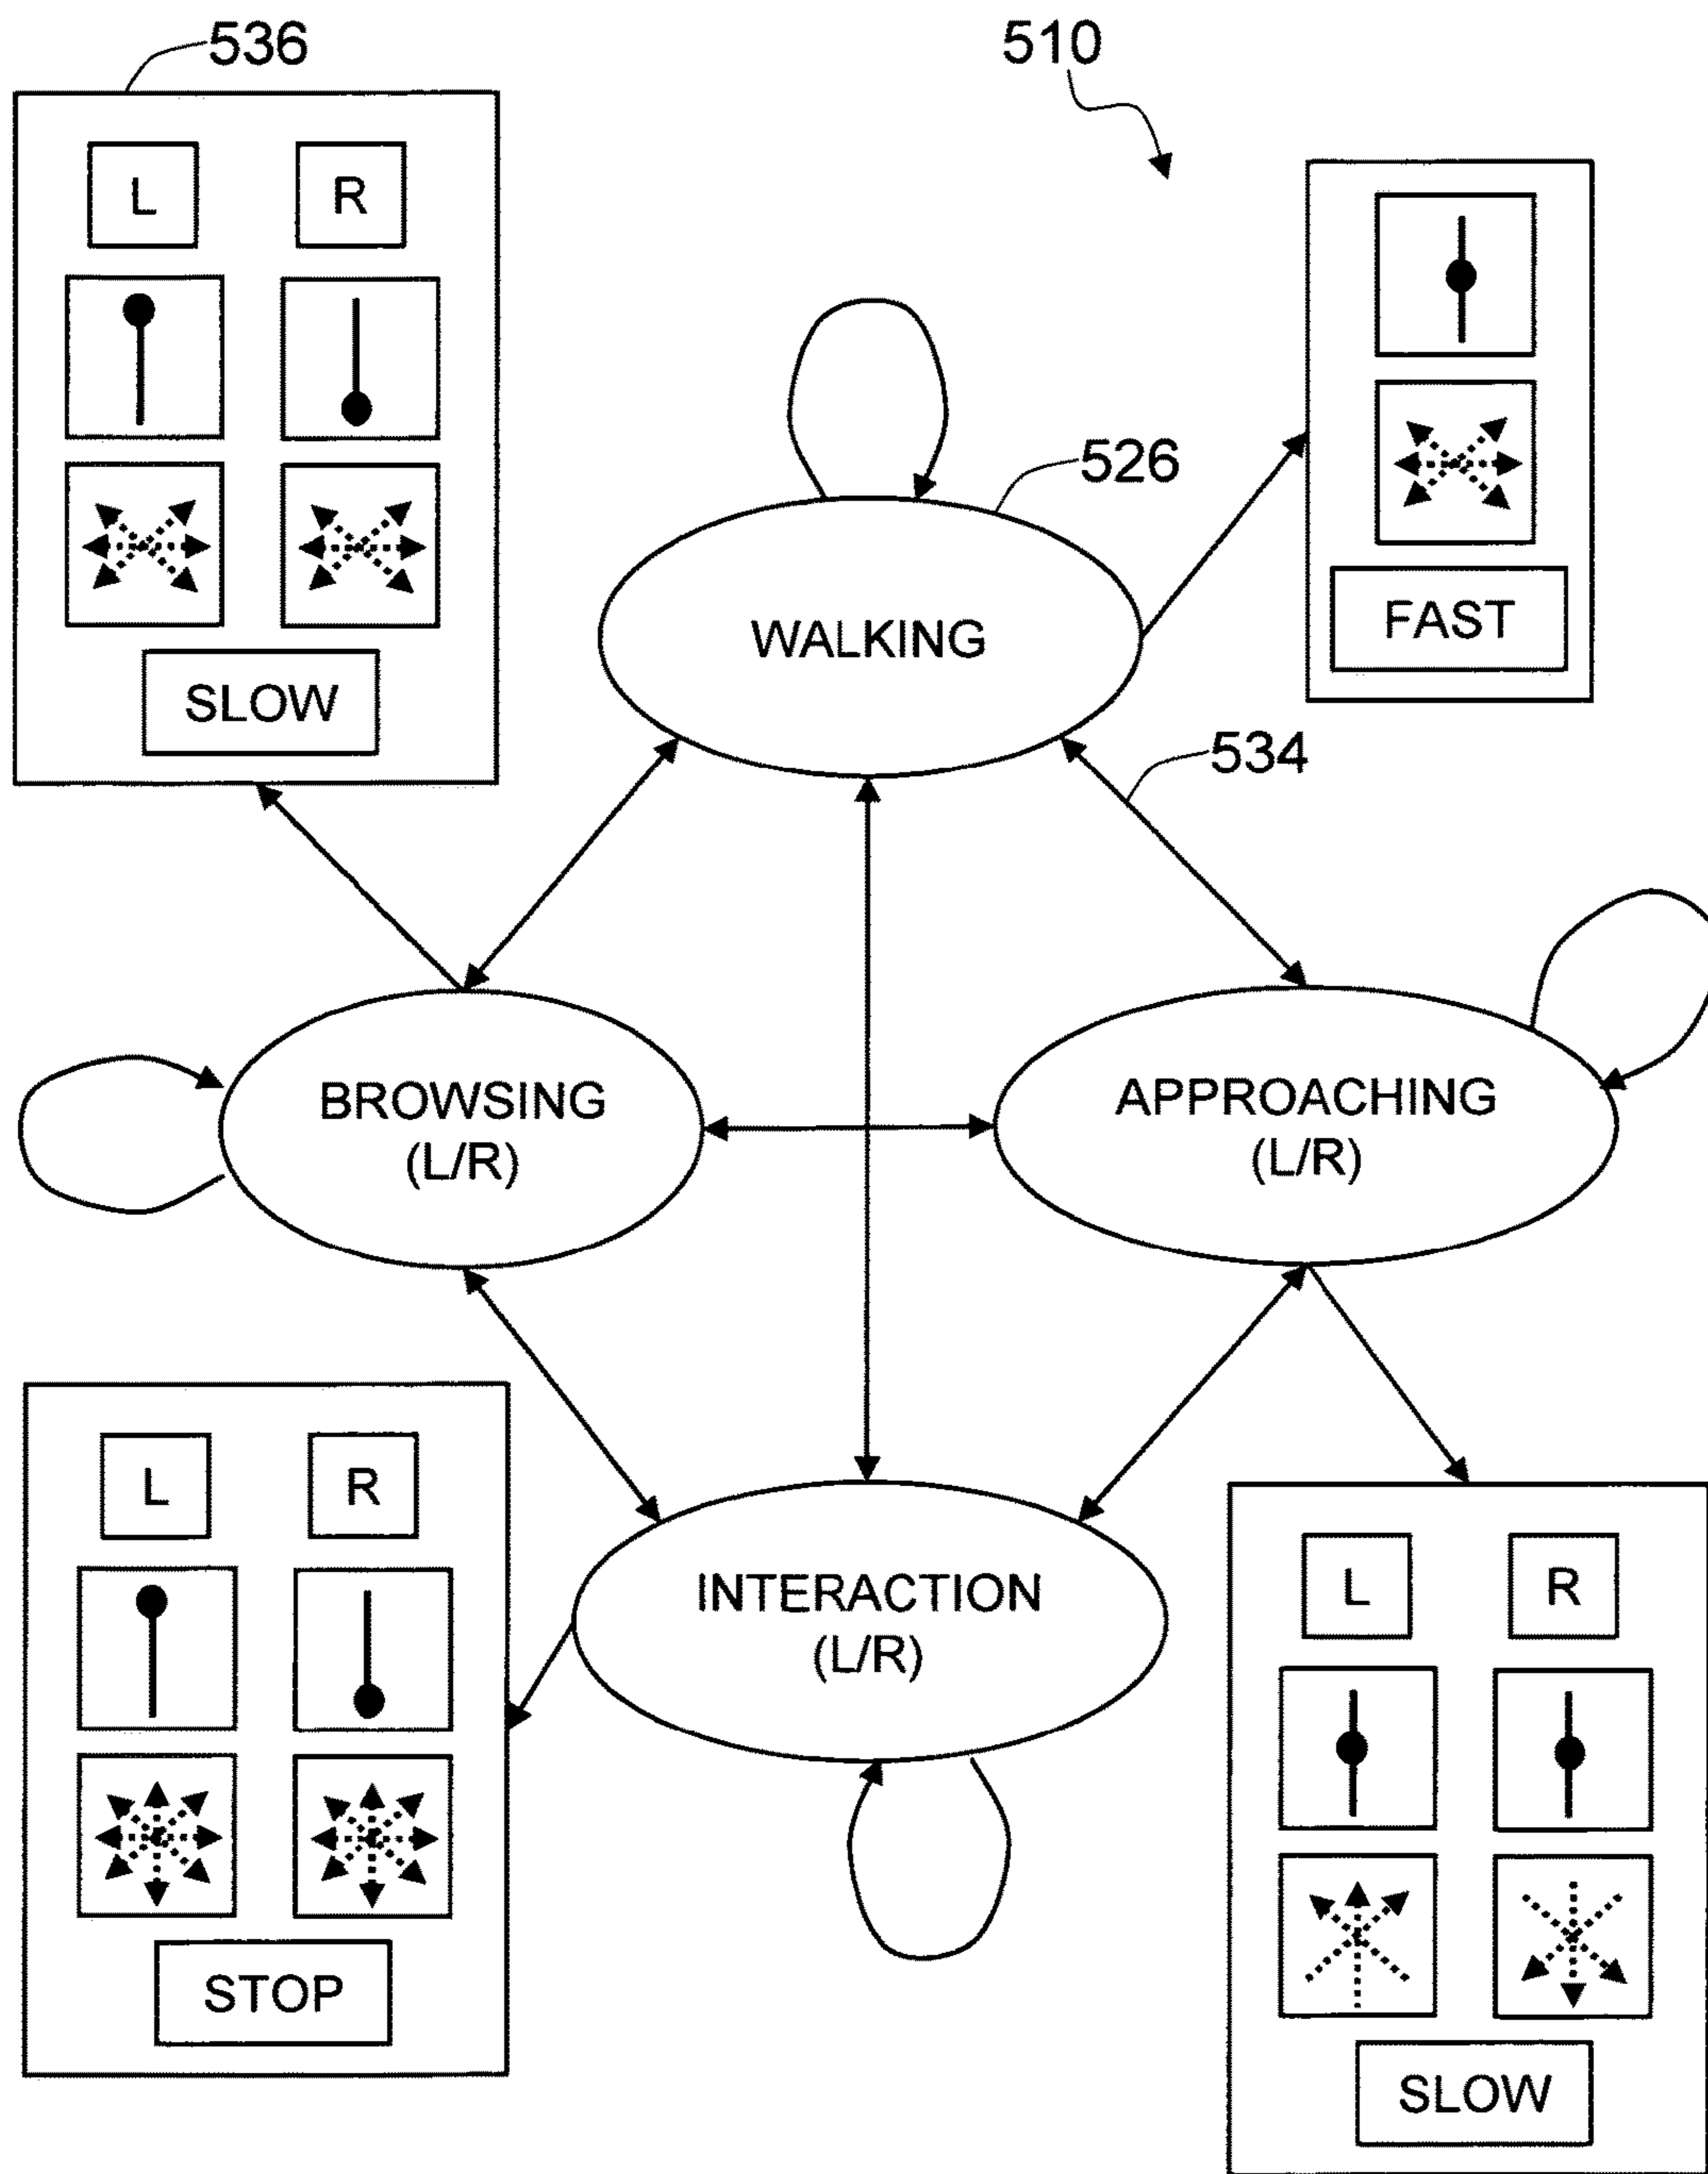 536
510
L R
SLOW
FAST
526
WALKING
534
BROWSING
(L/R)
APPROACHING
(L/R)
L R
STOP
INTERACTION
(L/R)
L R
SLOW